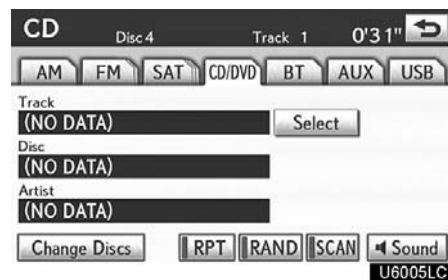 CD Disc 4 Track 1 0'31"
AM FM SAT CD/DVD BT AUX USB
Track
(NO DATA) Select
Disc
(NO DATA)
Artist
(NO DATA)
Change Discs RPT RAND SCAN Sound
U6005LC